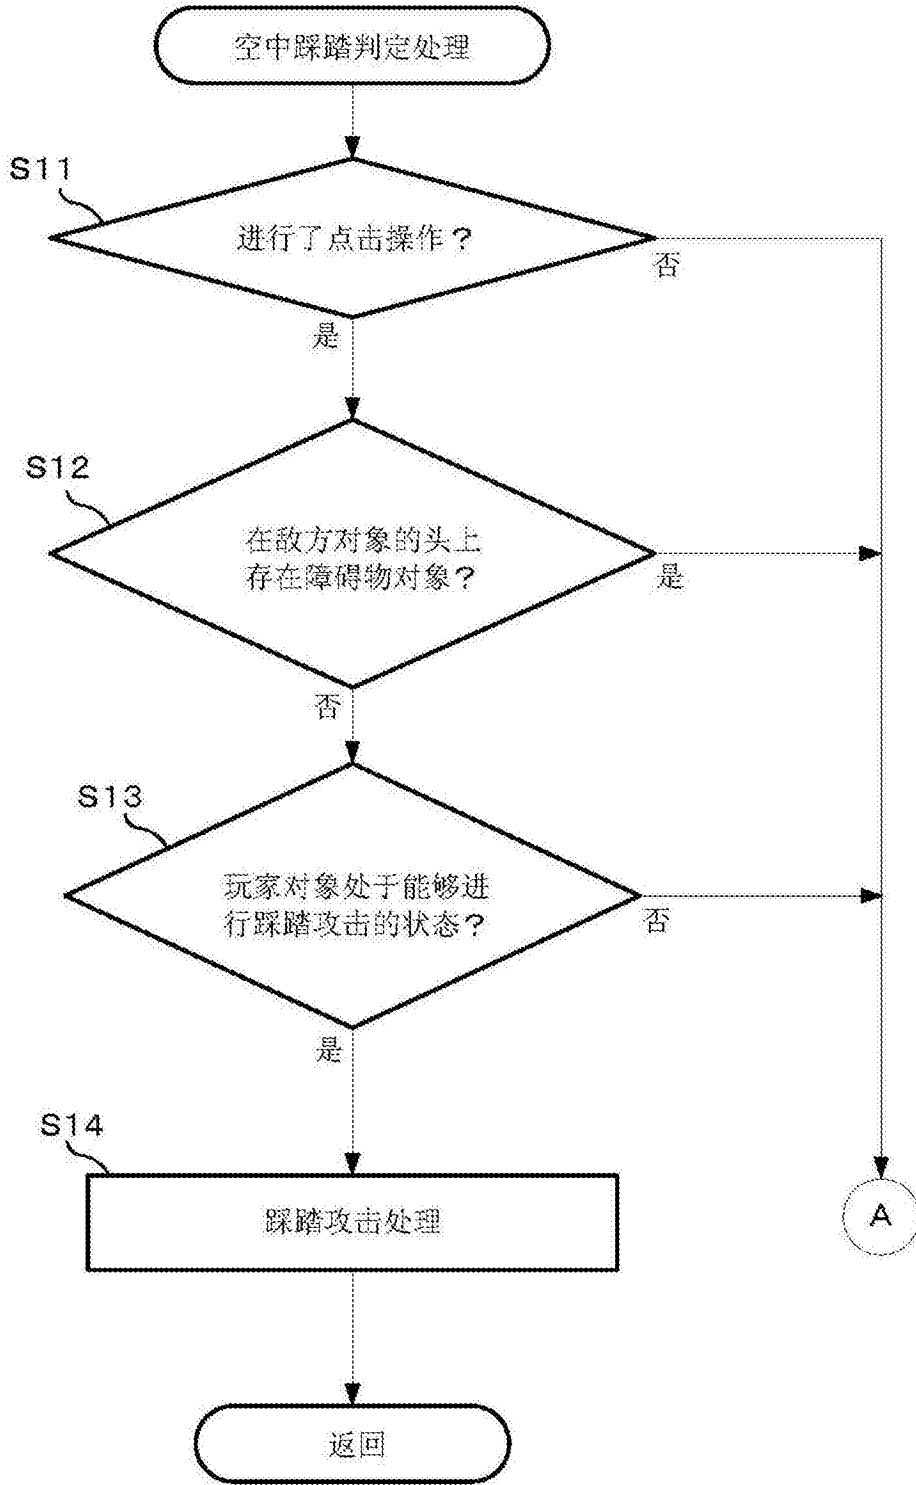 空中踩踏判定处理
S11
进行了点击操作？
否
是
S12
在敌方对象的头上
存在障碍物对象？
是
否
S13
玩家对象处于能够进
行踩踏攻击的状态？
否
是
S14
踩踏攻击处理
A
返回